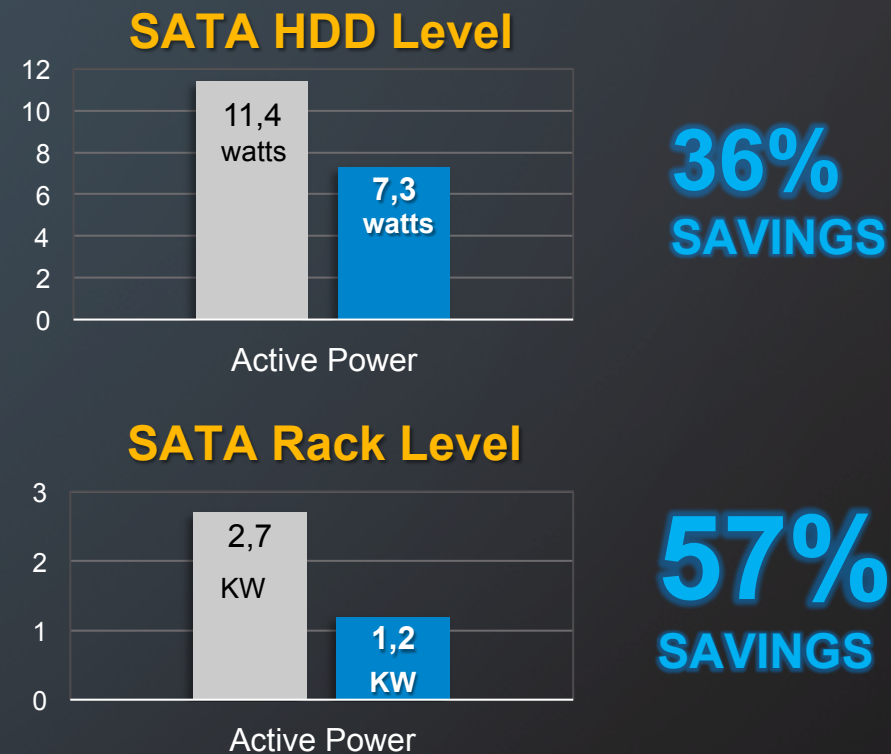 SATA HDD Level
12
10
8
6
4
2
0
11,4
watts
7,3
watts
Active Power
36%
SAVINGS
SATA Rack Level
3
2
1
0
2,7
KW
1,2
KW
Active Power
57%
SAVINGS